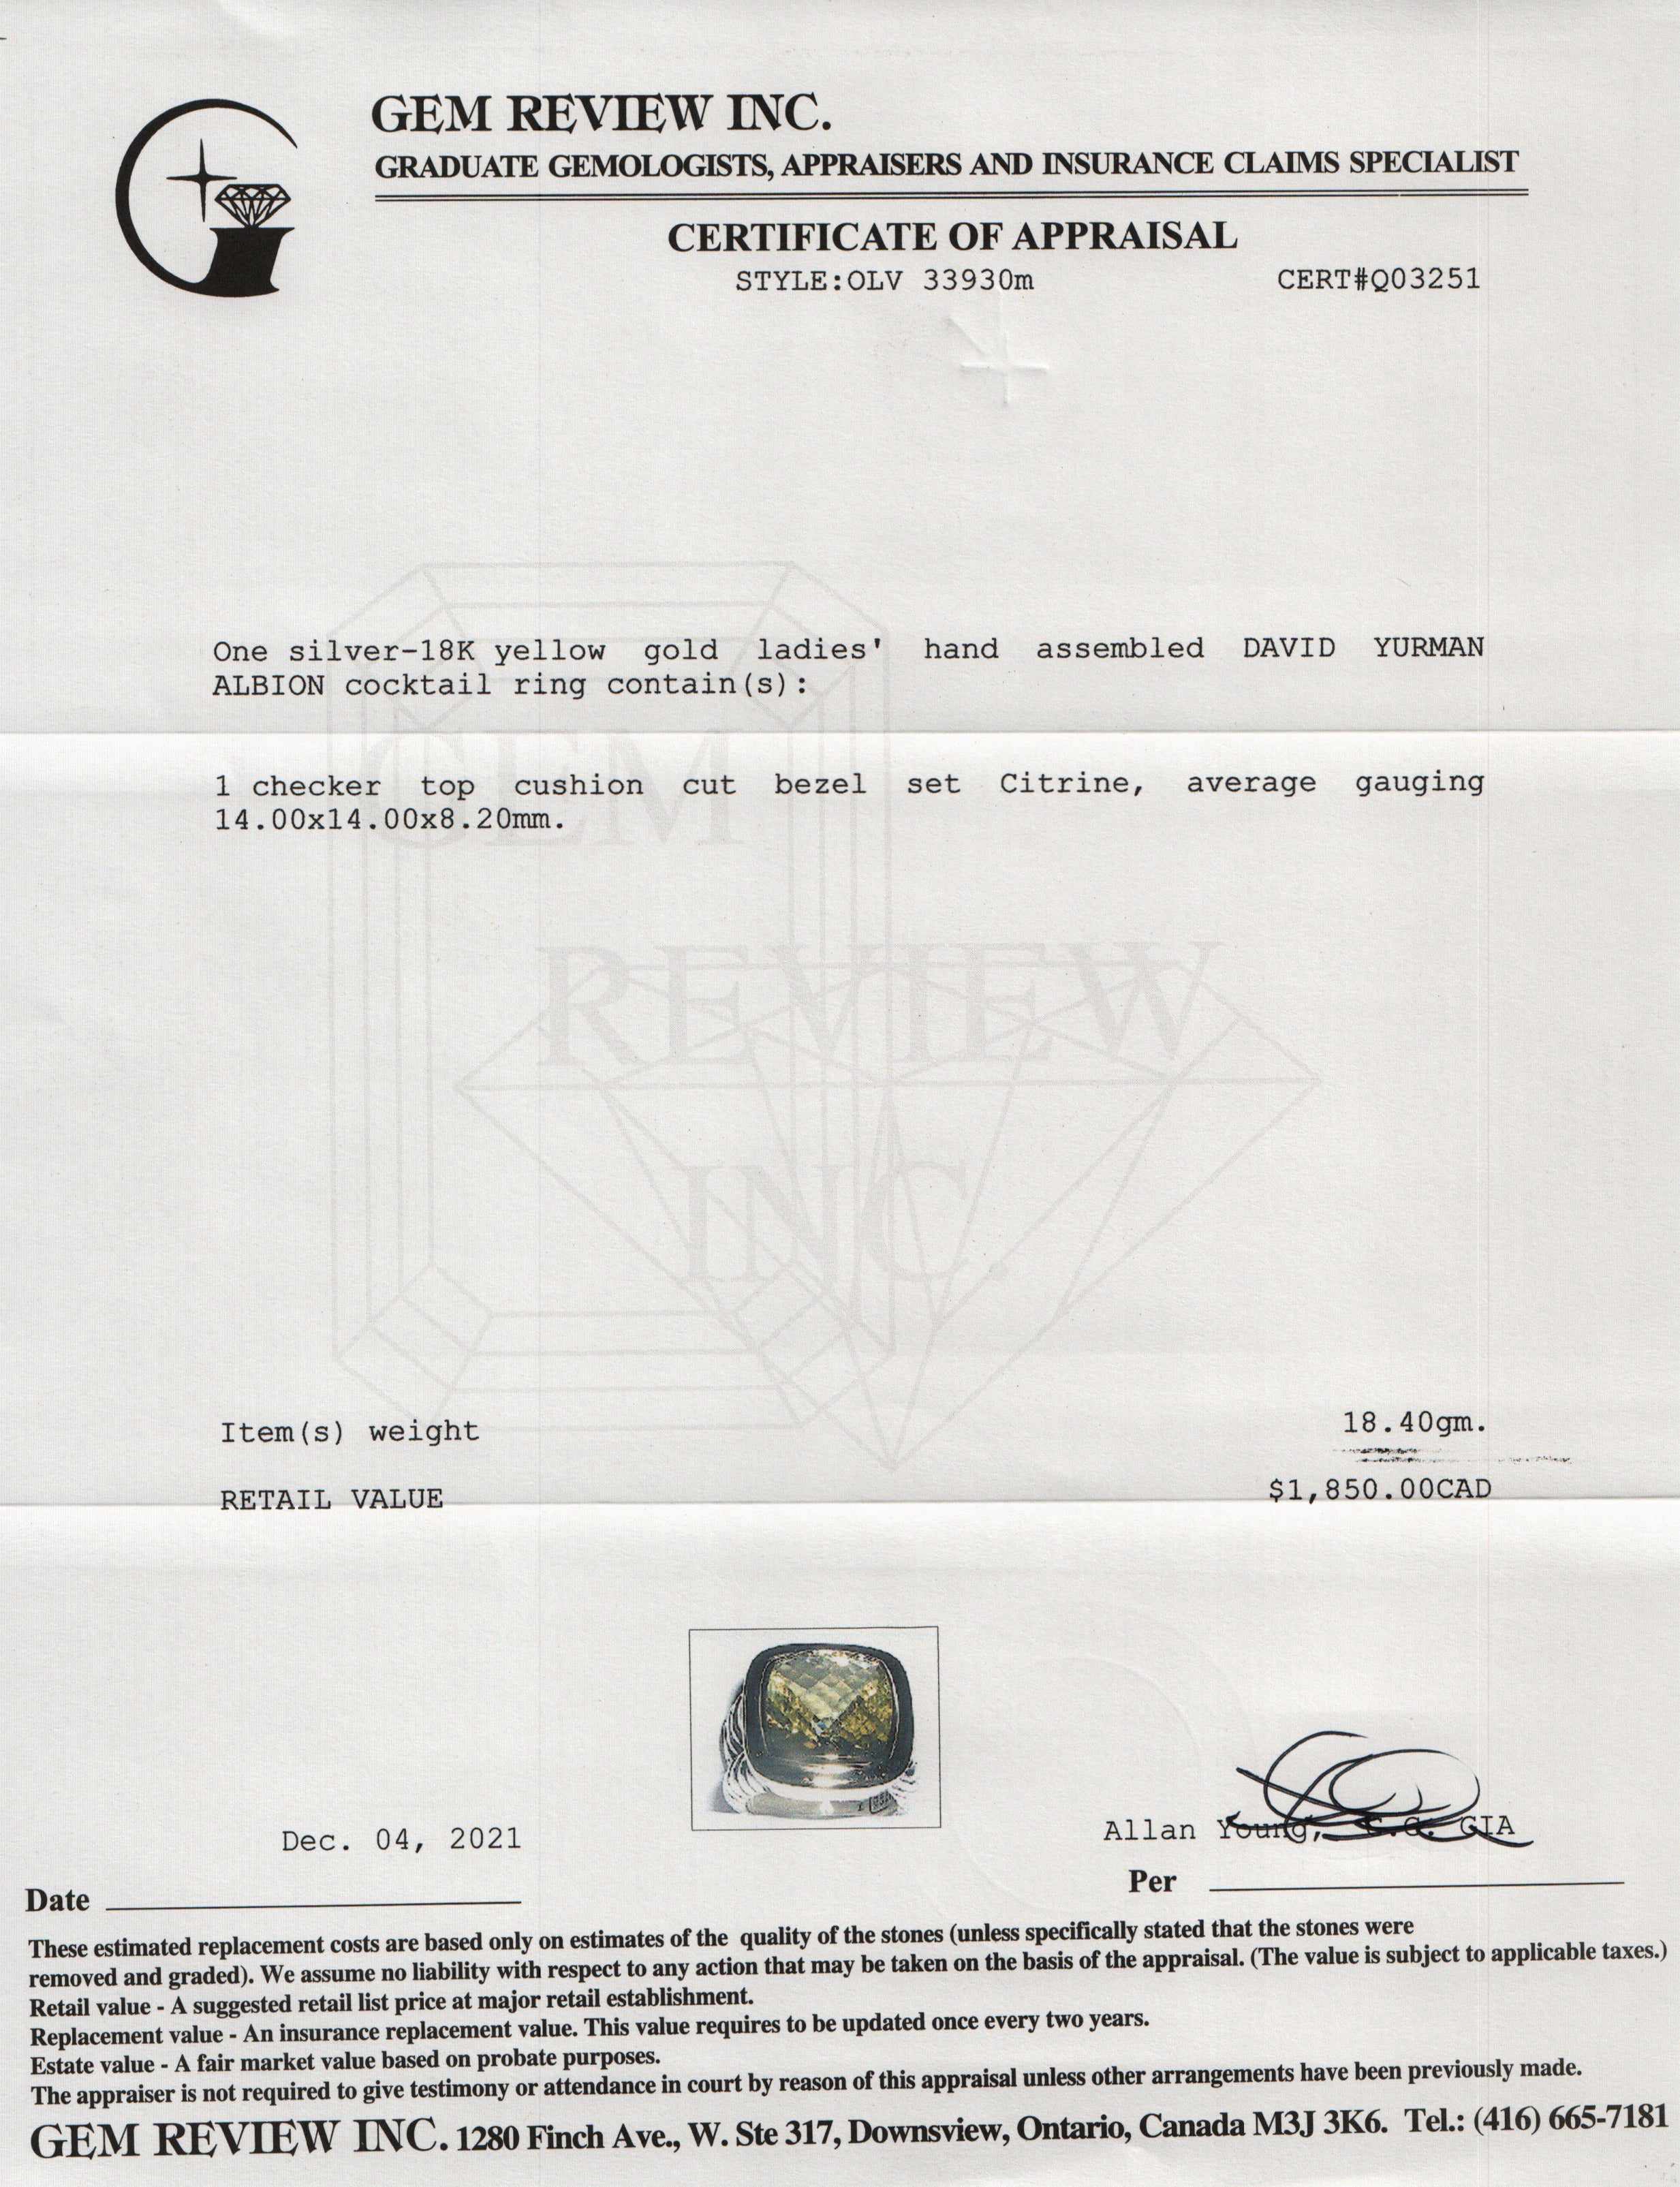 GEM REVIEW INC.
GRADUATE GEMOLOGISTS, APPRAISERS AND INSURANCE CLAIMS SPECIALIST
CERTIFICATE OF APPRAISAL
STYLE:OLV 33930m CERT#Q03251
One silver-18K yellow gold ladies' hand assembled DAVID YURMAN
ALBION cocktail ring contain(s):
GEM
1 checker top cushion cut bezel set Citrine, average gauging
14.00x14.00x8.20mm.
REVIEW
INC.
Item(s) weight 18.40gm.
RETAIL VALUE $1,850.00CAD
Dec. 04, 2021
Allan Young, GIA
Date
Per
These estimated replacement costs are based only on estimates of the quality of the stones (unless specifically stated that the stones were
removed and graded). We assume no liability with respect to any action that may be taken on the basis of the appraisal. (The value is subject to applicable taxes.)
Retail value - A suggested retail list price at major retail establishment.
Replacement value - An insurance replacement value. This value requires to be updated once every two years.
Estate value - A fair market value based on probate purposes.
The appraiser is not required to give testimony or attendance in court by reason of this appraisal unless other arrangements have been previously made.
GEM REVIEW INC. 1280 Finch Ave., W. Ste 317, Downsview, Ontario, Canada M3J 3K6. Tel.: (416) 665-7181